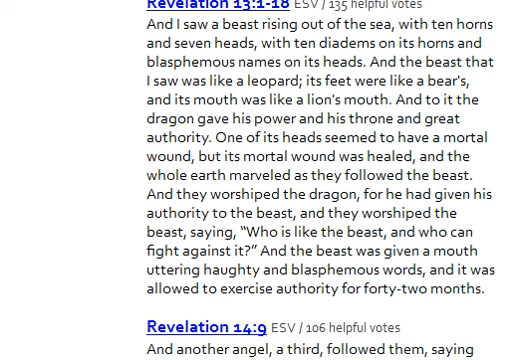 Revelation 13:1-18 ESV / 135 helpful votes
And I saw a beast rising out of the sea, with ten horns
and seven heads, with ten diadems on its horns and
blasphemous names on its heads. And the beast that
I saw was like a leopard; its feet were like a bear's,
and its mouth was like a lion's mouth. And to it the
dragon gave his power and his throne and great
authority. One of its heads seemed to have a mortal
wound, but its mortal wound was healed, and the
whole earth marveled as they followed the beast.
And they worshiped the dragon, for he had given his
authority to the beast, and they worshiped the
beast, saying, “Who is like the beast, and who can
fight against it?” And the beast was given a mouth
uttering haughty and blasphemous words, and it was
allowed to exercise authority for forty-two months.
Revelation 14:9 ESV / 106 helpful votes
And another angel, a third, followed them, saying